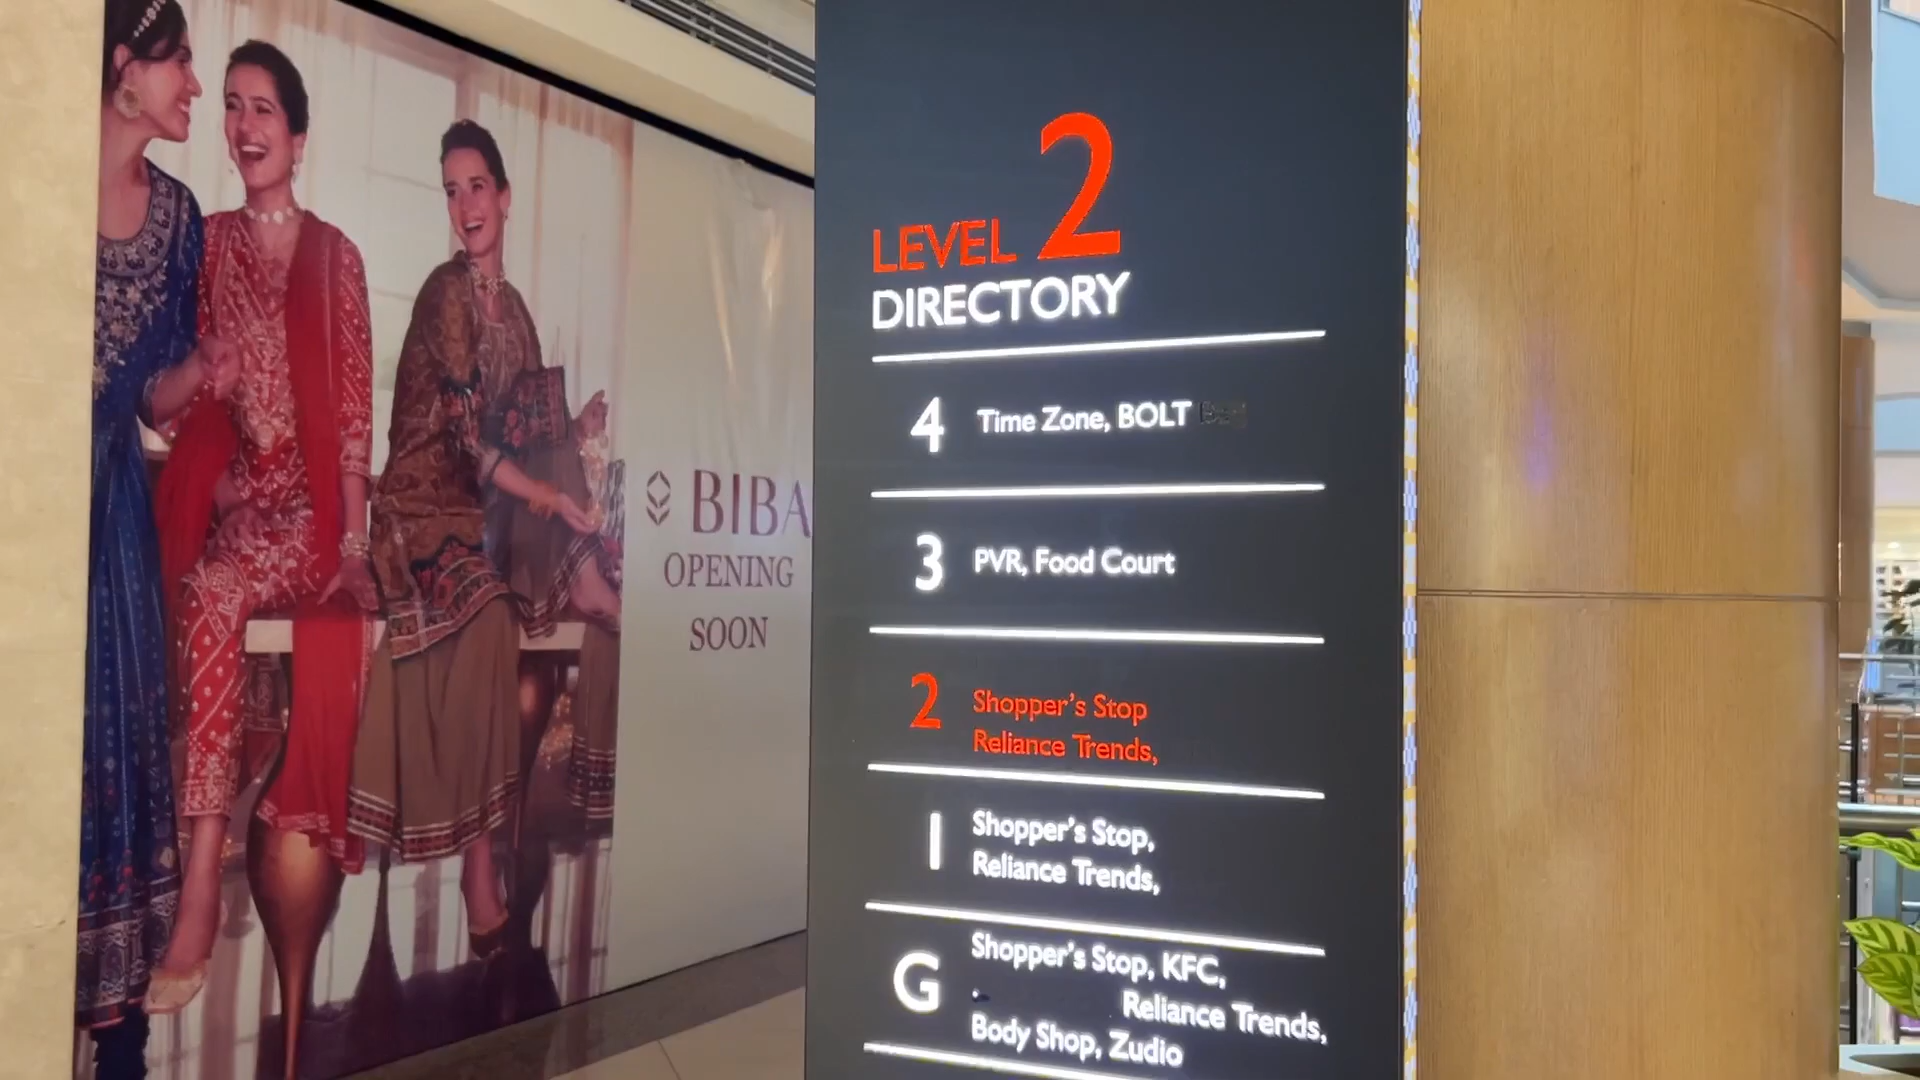 BIBA
OPENING
SOON
LEVEL 2
DIRECTORY
4 Time Zone, BOLT
3 PVR, Food Court
2 Shopper's Stop
Reliance Trends,
1 Shopper's Stop,
Reliance Trends,
G Shopper's Stop, KFC,
Reliance Trends,
Body Shop, Zudio